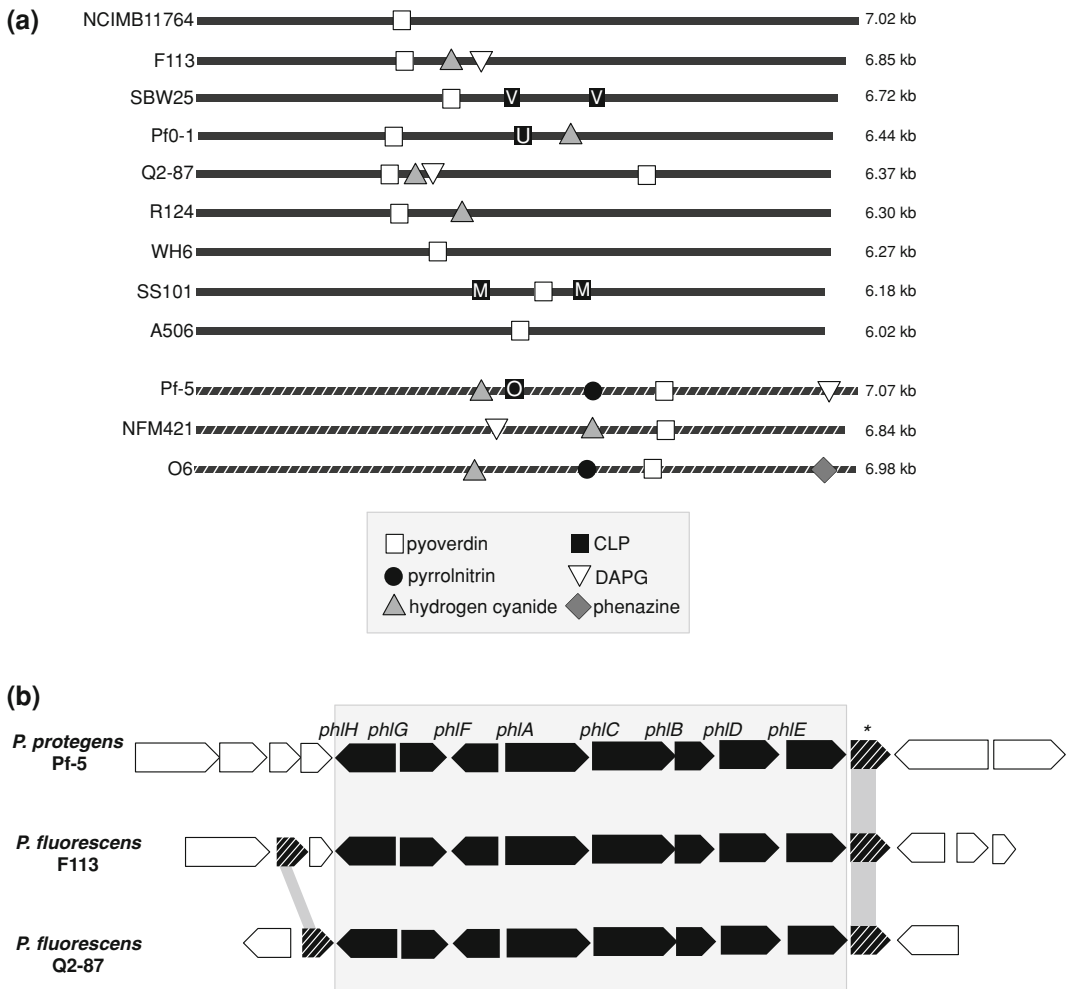 (a)
NCIMB11764 7.02 kb
F113 6.85 kb
SBW25 V V 6.72 kb
Pf0-1 U 6.44 kb
Q2-87 6.37 kb
R124 6.30 kb
WH6 6.27 kb
SS101 M M 6.18 kb
A506 6.02 kb
Pf-5 O 7.07 kb
NFM421 6.84 kb
O6 6.98 kb
pyoverdin CLP
pyrrolnitrin DAPG
hydrogen cyanide phenazine
(b)
phlH phlG phlF phlA phlC phlB phlD phlE *
P. protegens
Pf-5
P. fluorescens
F113
P. fluorescens
Q2-87